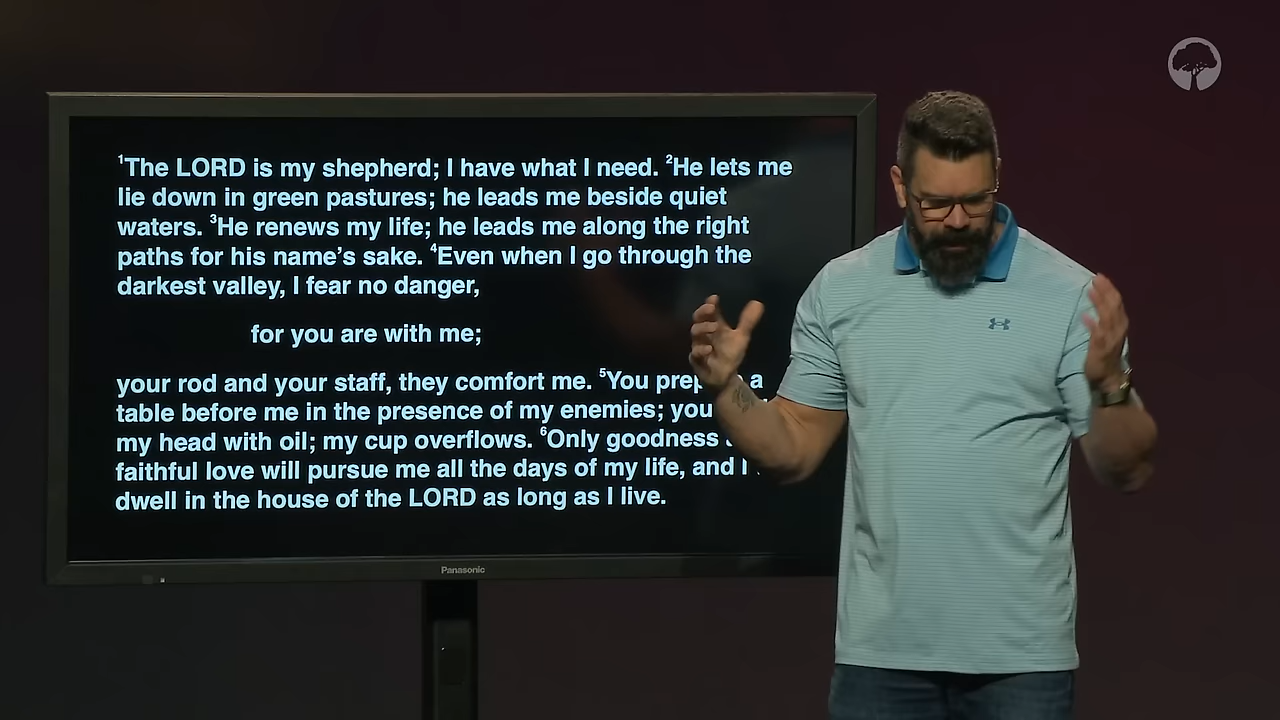 ¹The LORD is my shepherd; I have what I need. ²He lets me
lie down in green pastures; he leads me beside quiet
waters. ³He renews my life; he leads me along the right
paths for his name's sake. ⁴Even when I go through the
darkest valley, I fear no danger,
for you are with me;
your rod and your staff, they comfort me. ⁵You a
table before me in the presence of my enemies; you
my head with oil; my cup overflows. ⁶Only goodness
faithful love will pursue me all the days of my life, and I
dwell in the house of the LORD as long as I live.
Panasonic